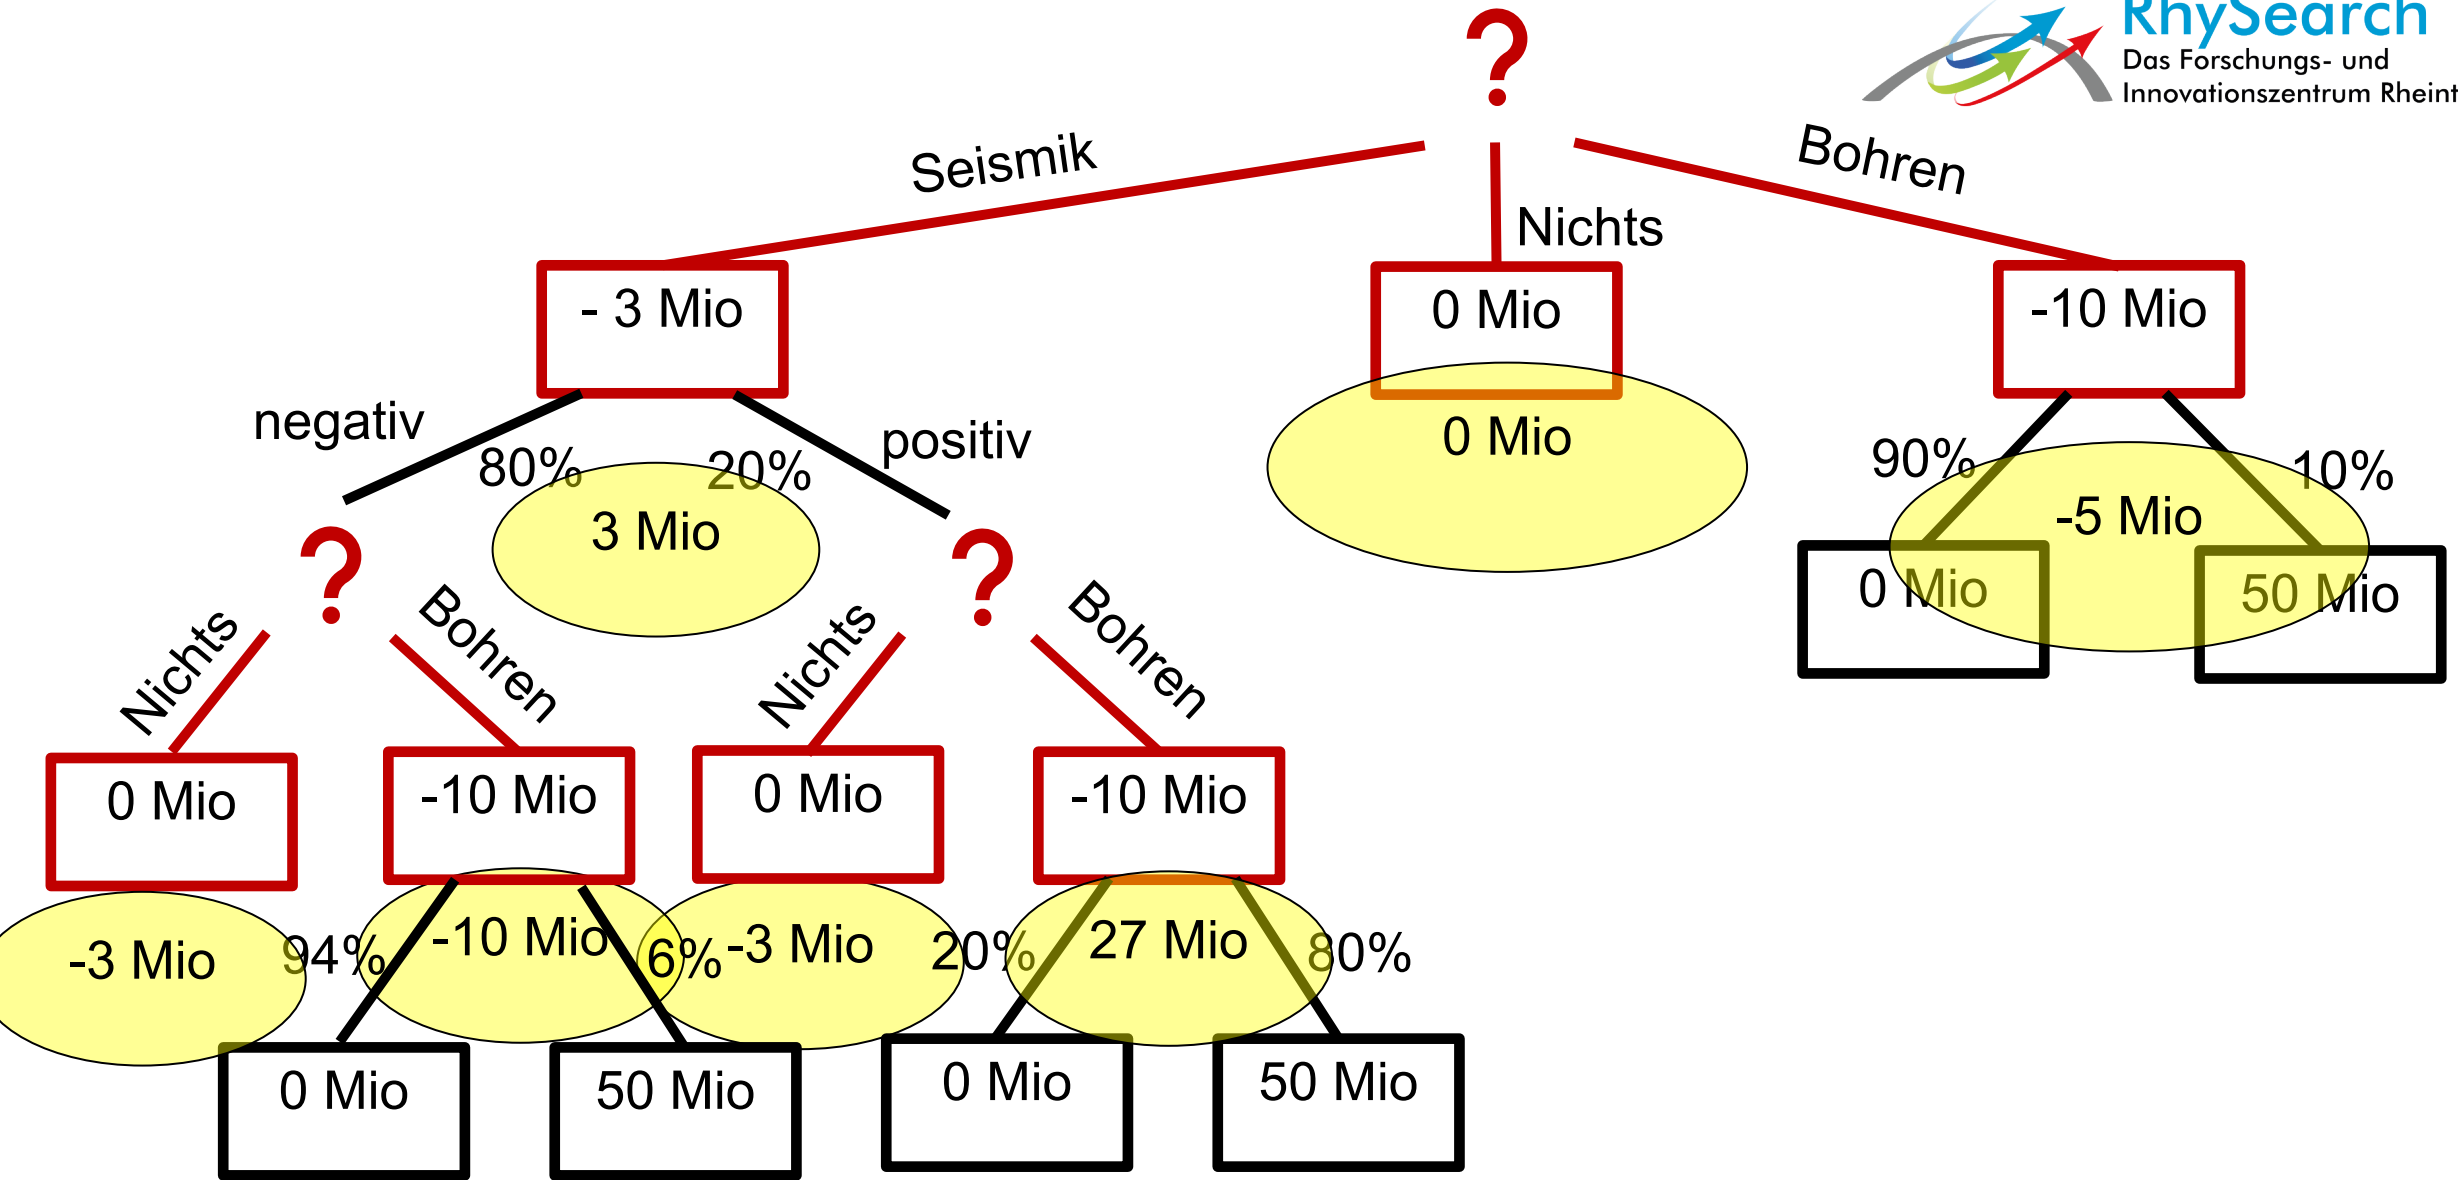 RhySearch
Das Forschungs- und
Innovationszentrum Rheint
Seismik
Nichts
Bohren
?
- 3 Mio
0 Mio
-10 Mio
negativ
80%
20%
positiv
3 Mio
0 Mio
90%
10%
-5 Mio
0 Mio
50 Mio
?
?
Nichts
Bohren
Nichts
Bohren
0 Mio
-10 Mio
0 Mio
-10 Mio
-3 Mio
94%
-10 Mio
6%
-3 Mio
20%
27 Mio
80%
0 Mio
50 Mio
0 Mio
50 Mio